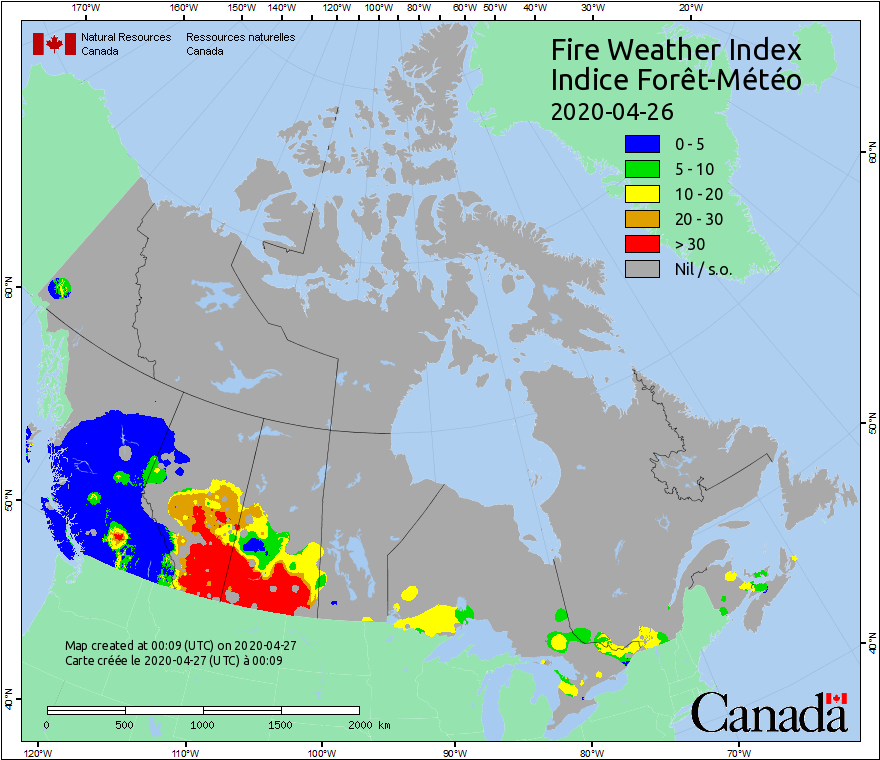 170°W 160°W 150°W 140°W 120°W 100°W 80°W 60°W 50°W 40°W 30°W 20°W
Natural Resources Ressources naturelles
Canada Canada
Fire Weather Index
Indice Forêt-Météo
2020-04-26
0 - 5
5 - 10
10 - 20
20 - 30
> 30
Nil / s.o.
60°N
60°N
50°N
50°N
40°N
40°N
Map created at 00:09 (UTC) on 2020-04-27
Carte créée le 2020-04-27 (UTC) à 00:09
0 500 1000 1500 2000 km
Canada
120°W 110°W 100°W 90°W 80°W 70°W